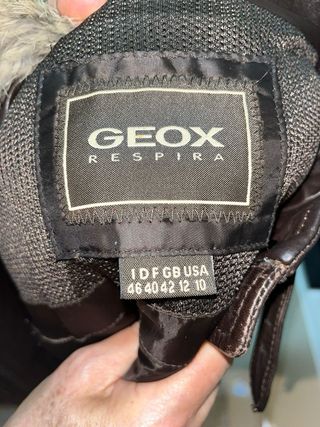 GEOX
RESPIRA
I D F GB USA
46 40 42 12 10